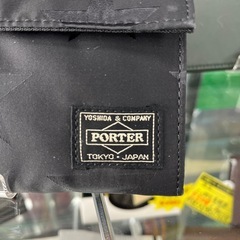 YOSHIDA & COMPANY
PORTER
TOKYO · JAPAN